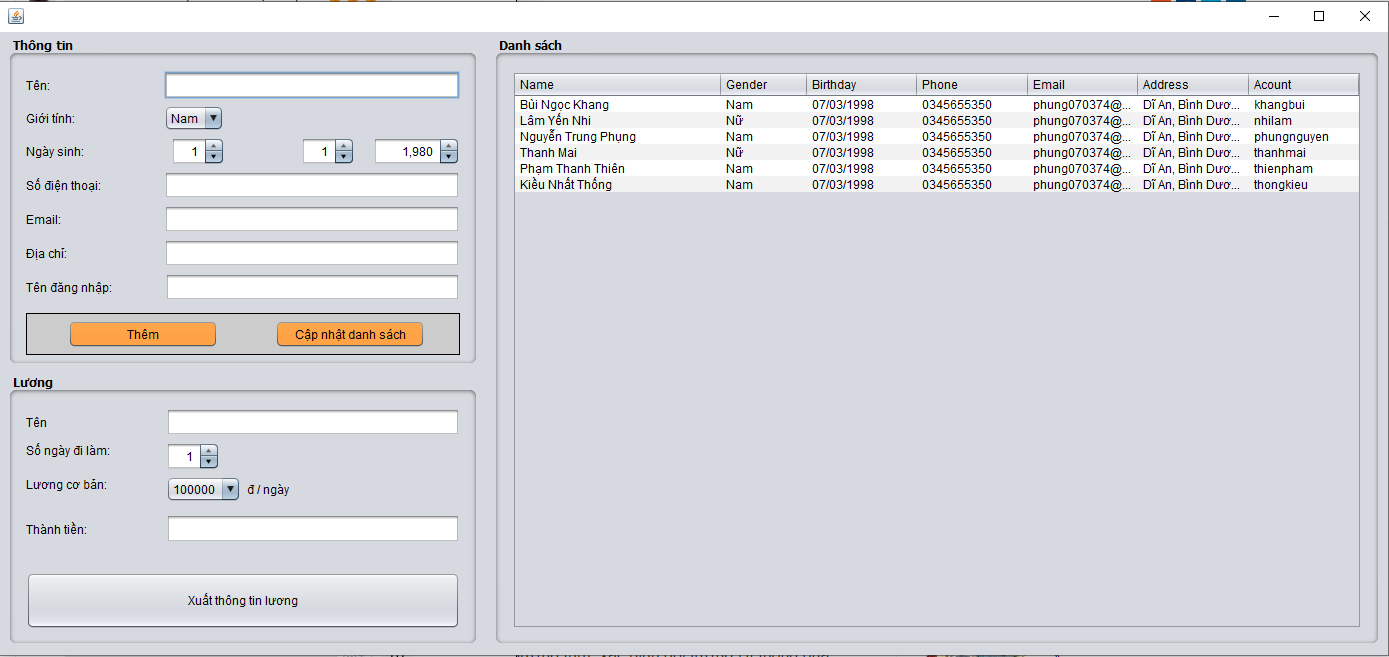 Thông tin
Tên:
Giới tính: Nam
Ngày sinh: 1 1 1,980
Số điện thoại:
Email:
Địa chỉ:
Tên đăng nhập:
Thêm Cập nhật danh sách
Lương
Tên
Số ngày đi làm: 1
Lương cơ bản: 100000 đ / ngày
Thành tiền:
Xuất thông tin lương
Danh sách
Name Gender Birthday Phone Email Address Acount
Bùi Ngọc Khang Nam 07/03/1998 0345655350 phung070374@... Dĩ An, Bình Dươ... khangbui
Lâm Yến Nhi Nữ 07/03/1998 0345655350 phung070374@... Dĩ An, Bình Dươ... nhilam
Nguyễn Trung Phụng Nam 07/03/1998 0345655350 phung070374@... Dĩ An, Bình Dươ... phungnguyen
Thanh Mai Nữ 07/03/1998 0345655350 phung070374@... Dĩ An, Bình Dươ... thanhmai
Phạm Thanh Thiên Nam 07/03/1998 0345655350 phung070374@... Dĩ An, Bình Dươ... thienpham
Kiều Nhất Thống Nam 07/03/1998 0345655350 phung070374@... Dĩ An, Bình Dươ... thongkieu